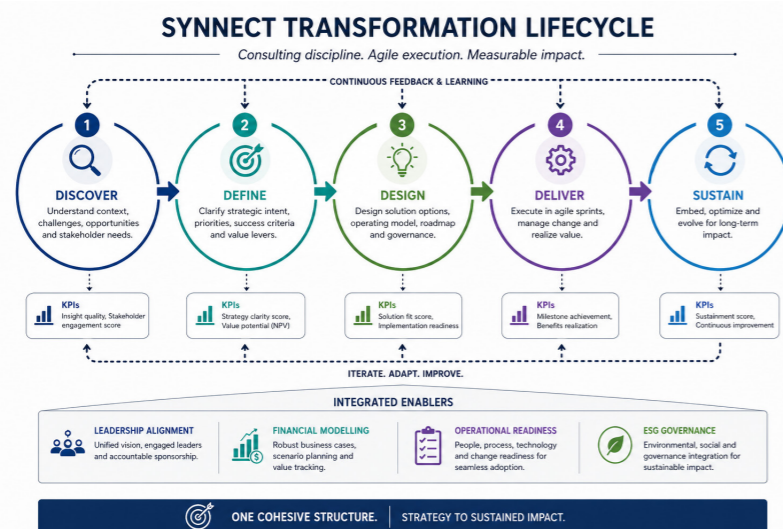 SYNNECT TRANSFORMATION LIFECYCLE
Consulting discipline. Agile execution. Measurable impact.
CONTINUOUS FEEDBACK & LEARNING
1
DISCOVER
Understand context,
challenges, opportunities
and stakeholder needs.
2
DEFINE
Clarify strategic intent,
priorities, success criteria
and value levers.
3
DESIGN
Design solution options,
operating model, roadmap
and governance.
4
DELIVER
Execute in agile sprints,
manage change and
realize value.
5
SUSTAIN
Embed, optimize and
evolve for long-term
impact.
KPIs
Insight quality, Stakeholder
engagement score
KPIs
Strategy clarity score,
Value potential (NPV)
KPIs
Solution fit score,
Implementation readiness
KPIs
Milestone achievement,
Benefits realization
KPIs
Sustainment score,
Continuous improvement
ITERATE. ADAPT. IMPROVE.
INTEGRATED ENABLERS
LEADERSHIP ALIGNMENT
Unified vision, engaged leaders
and accountable sponsorship.
$
FINANCIAL MODELLING
Robust business cases,
scenario planning and
value tracking.
OPERATIONAL READINESS
People, process, technology
and change readiness for
seamless adoption.
ESG GOVERNANCE
Environmental, social and
governance integration for
sustainable impact.
ONE COHESIVE STRUCTURE. | STRATEGY TO SUSTAINED IMPACT.